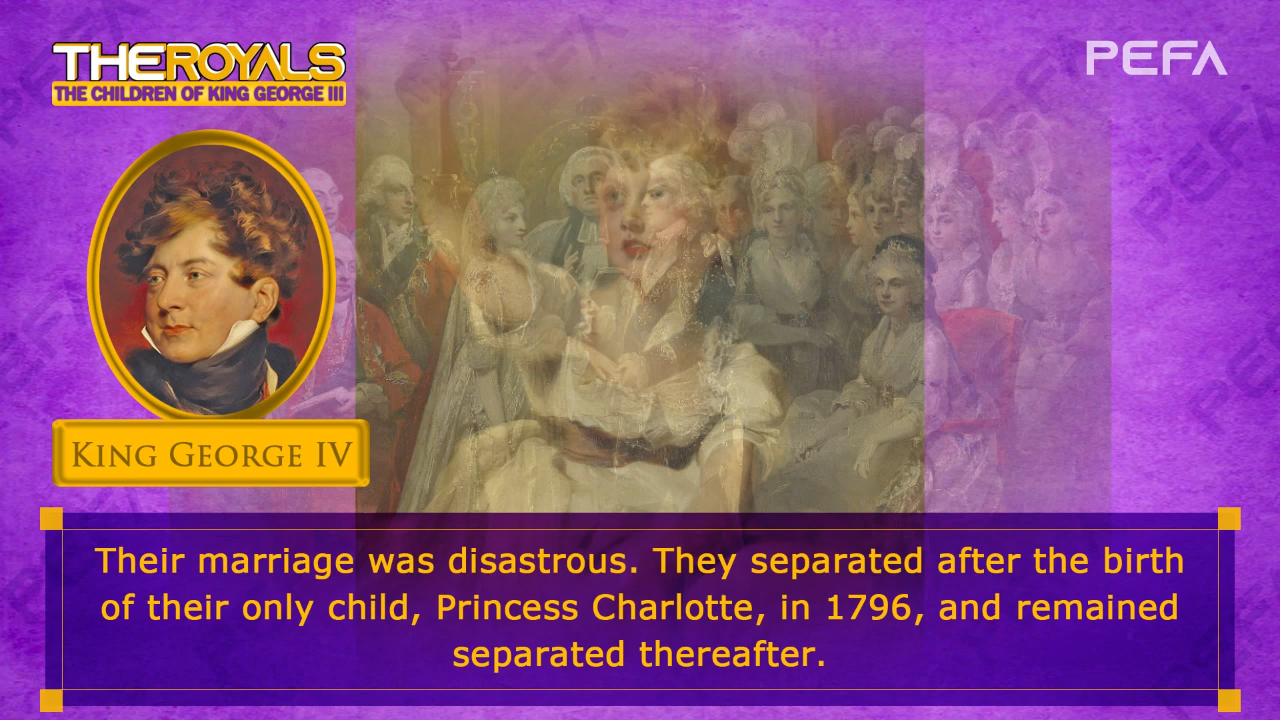 THEROYALS
THE CHILDREN OF KING GEORGE III
PEFA
KING GEORGE IV
Their marriage was disastrous. They separated after the birth
of their only child, Princess Charlotte, in 1796, and remained
separated thereafter.